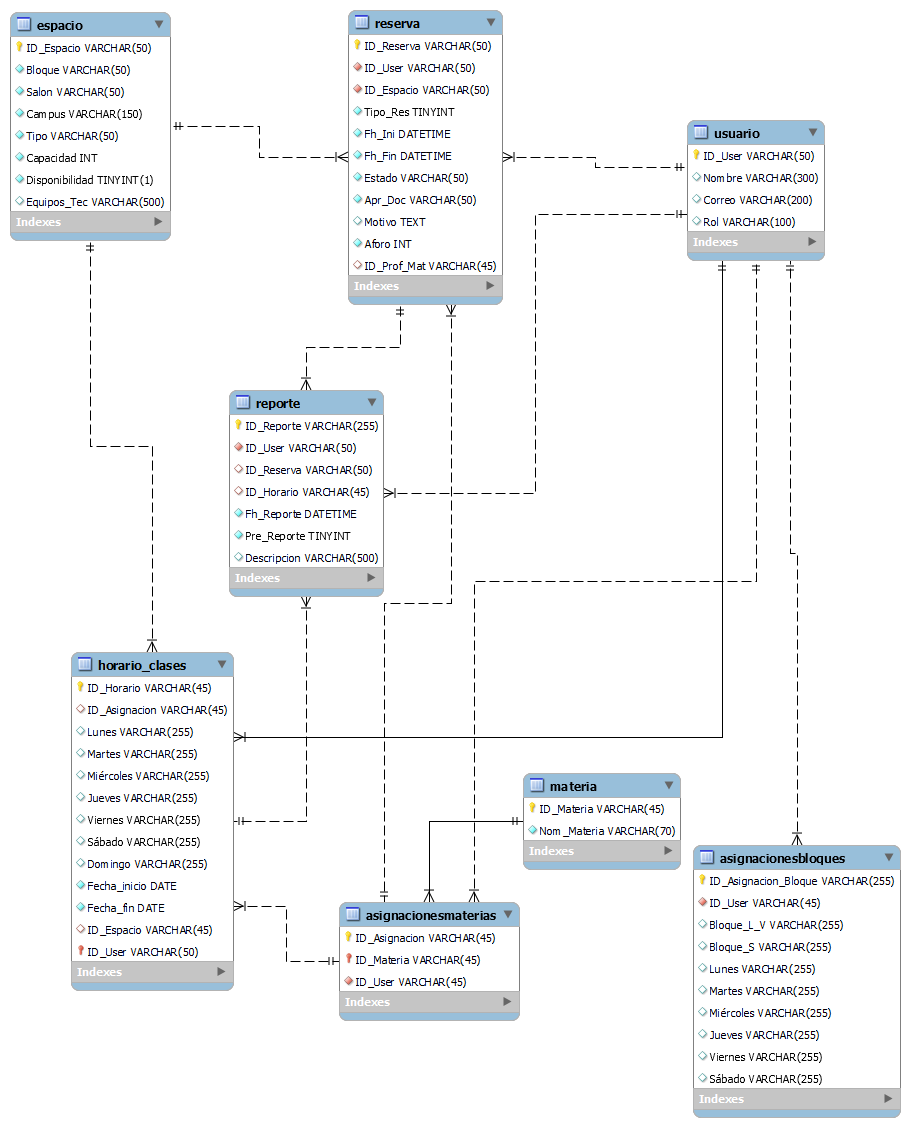 espacio
ID_Espacio VARCHAR(50)
Bloque VARCHAR(50)
Salon VARCHAR(50)
Campus VARCHAR(150)
Tipo VARCHAR(50)
Capacidad INT
Disponibilidad TINYINT(1)
Equipos_Tec VARCHAR(500)
Indexes
reserva
ID_Reserva VARCHAR(50)
ID_User VARCHAR(50)
ID_Espacio VARCHAR(50)
Tipo_Res TINYINT
Fh_Ini DATETIME
Fh_Fin DATETIME
Estado VARCHAR(50)
Apr_Doc VARCHAR(50)
Motivo TEXT
Aforo INT
ID_Prof_Mat VARCHAR(45)
Indexes
usuario
ID_User VARCHAR(50)
Nombre VARCHAR(300)
Correo VARCHAR(200)
Rol VARCHAR(100)
Indexes
reporte
ID_Reporte VARCHAR(255)
ID_User VARCHAR(50)
ID_Reserva VARCHAR(50)
ID_Horario VARCHAR(45)
Fh_Reporte DATETIME
Pre_Reporte TINYINT
Descripcion VARCHAR(500)
Indexes
horario_clases
ID_Horario VARCHAR(45)
ID_Asignacion VARCHAR(45)
Lunes VARCHAR(255)
Martes VARCHAR(255)
Miércoles VARCHAR(255)
Jueves VARCHAR(255)
Viernes VARCHAR(255)
Sábado VARCHAR(255)
Domingo VARCHAR(255)
Fecha_inicio DATE
Fecha_fin DATE
ID_Espacio VARCHAR(45)
ID_User VARCHAR(50)
Indexes
materia
ID_Materia VARCHAR(45)
Nom_Materia VARCHAR(70)
Indexes
asignacionesmaterias
ID_Asignacion VARCHAR(45)
ID_Materia VARCHAR(45)
ID_User VARCHAR(45)
Indexes
asignacionesbloques
ID_Asignacion_Bloque VARCHAR(255)
ID_User VARCHAR(45)
Bloque_L_V VARCHAR(255)
Bloque_S VARCHAR(255)
Lunes VARCHAR(255)
Martes VARCHAR(255)
Miércoles VARCHAR(255)
Jueves VARCHAR(255)
Viernes VARCHAR(255)
Sábado VARCHAR(255)
Indexes